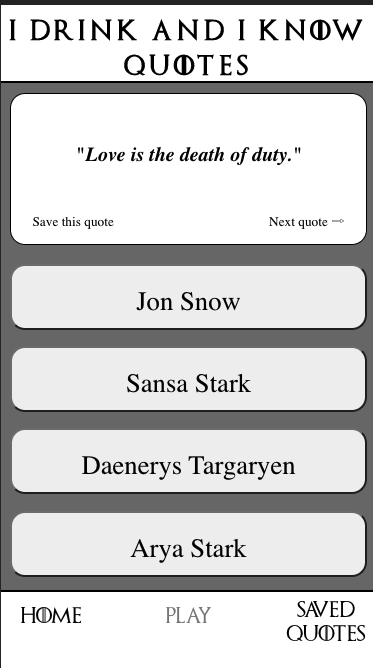 I DRINK AND I KNOW
QUOTES
"Love is the death of duty."
Save this quote
Next quote ⇾
Jon Snow
Sansa Stark
Daenerys Targaryen
Arya Stark
HOME
PLAY
SAVED
QUOTES